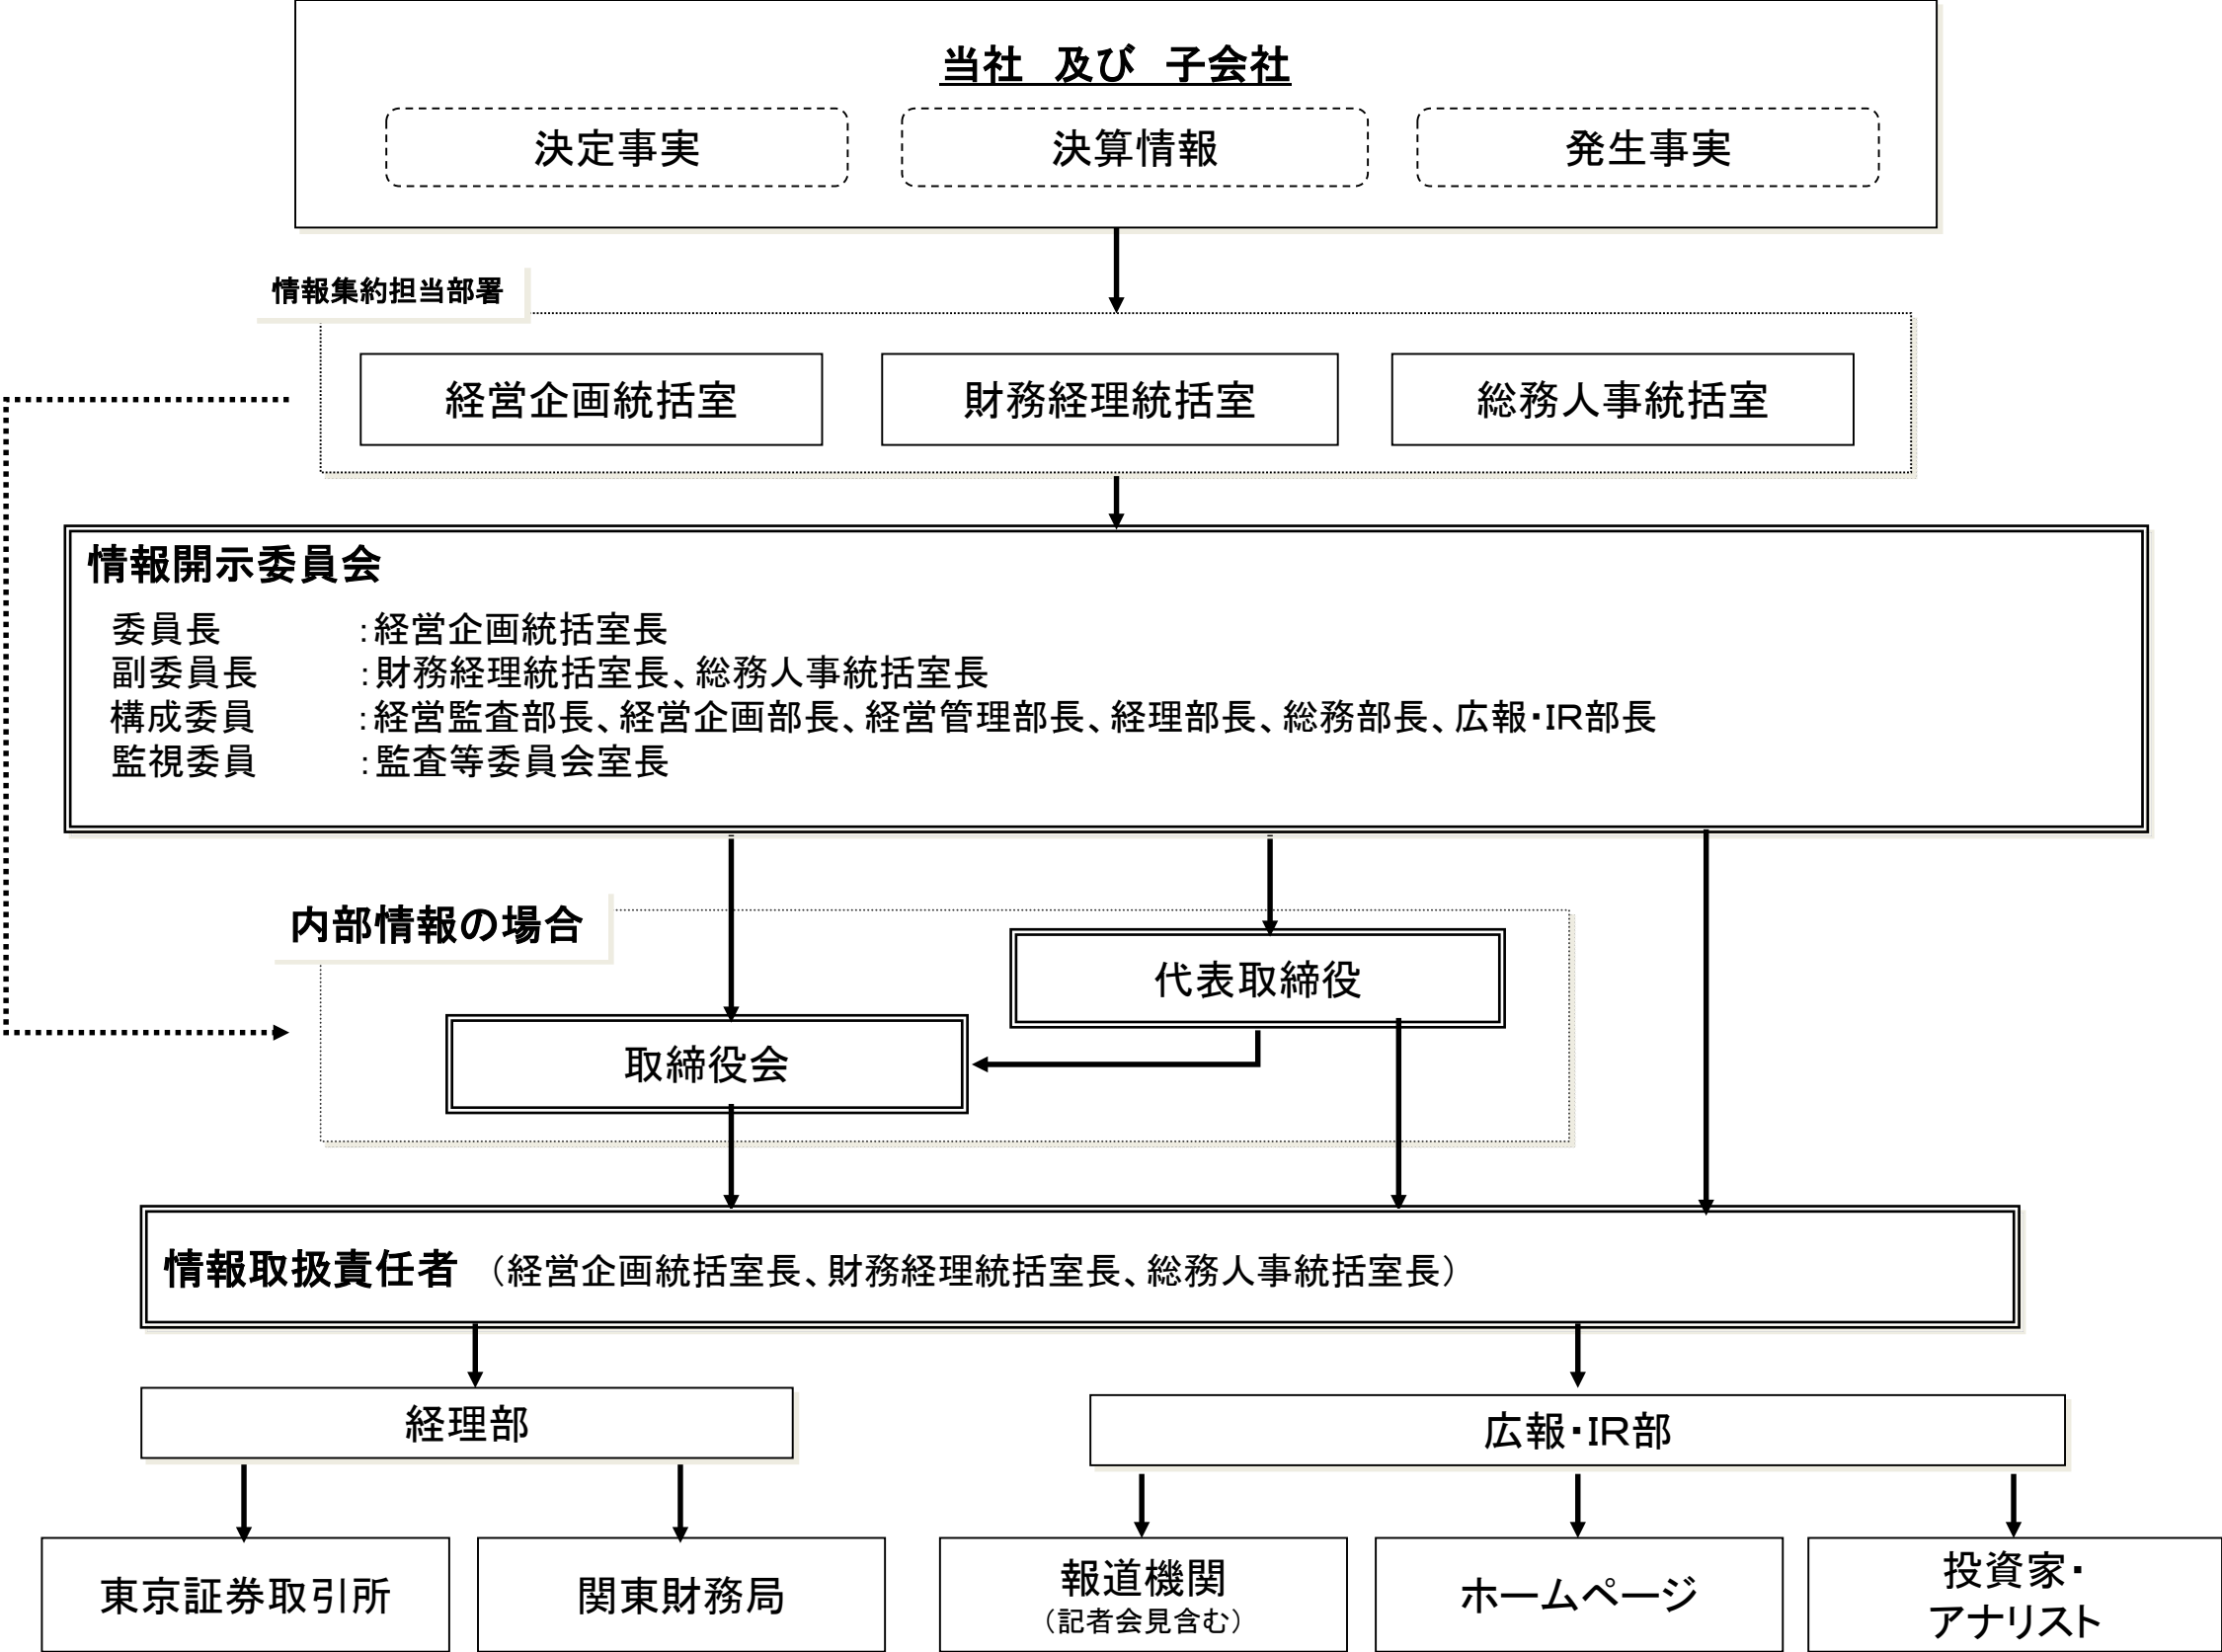 当社　及び　子会社
決定事実
決算情報
発生事実
情報集約担当部署
経営企画統括室
財務経理統括室
総務人事統括室
情報開示委員会
委員長　：経営企画統括室長
副委員長　：財務経理統括室長、総務人事統括室長
構成委員　：経営監査部長、経営企画部長、経営管理部長、経理部長、総務部長、広報・IR部長
監視委員　：監査等委員会室長
内部情報の場合
代表取締役
取締役会
情報取扱責任者　（経営企画統括室長、財務経理統括室長、総務人事統括室長）
経理部
広報・IR部
東京証券取引所
関東財務局
報道機関
（記者会見含む）
ホームページ
投資家・
アナリスト